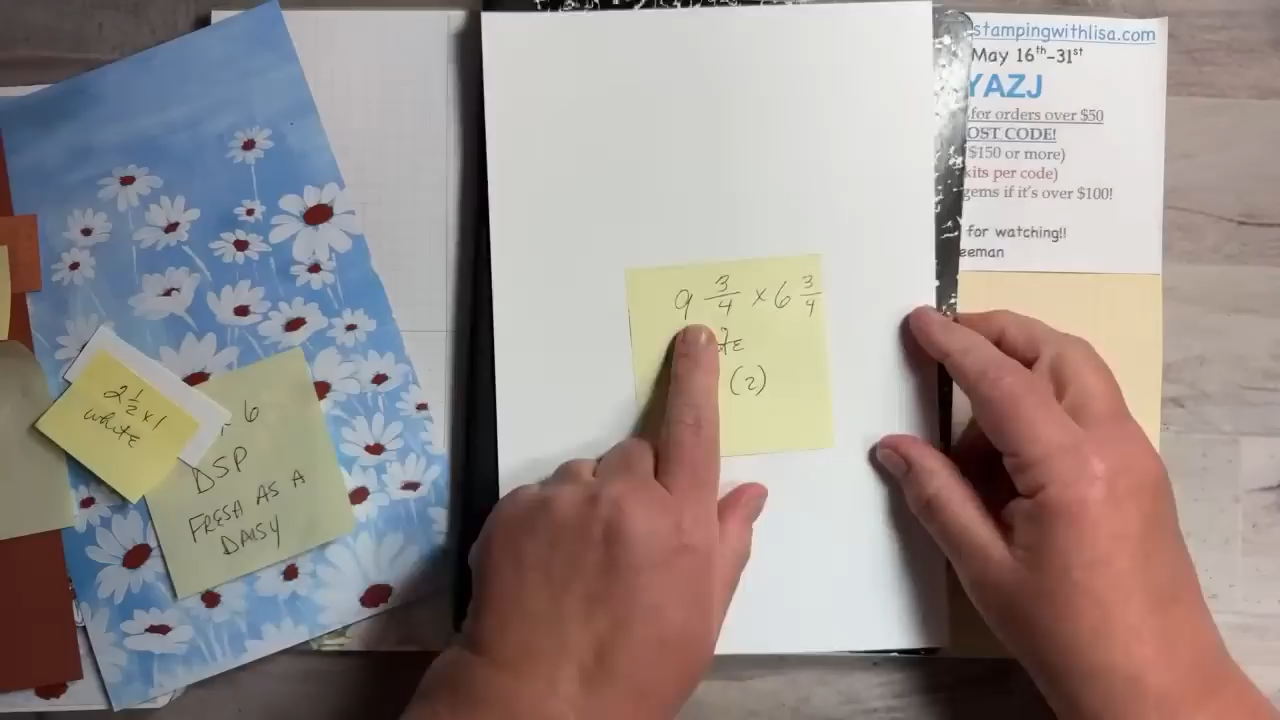 stampingwithlisa.com
May 16th-31st
YAZJ
for orders over $50
OST CODE!
($150 or more)
kits per code)
gems if it's over $100!
for watching!!
eeman
9 3/4 x 6 3/4
TE
(2)
2 1/2 x 1
WHITE
6
DSP
FRESH AS A
DAISY